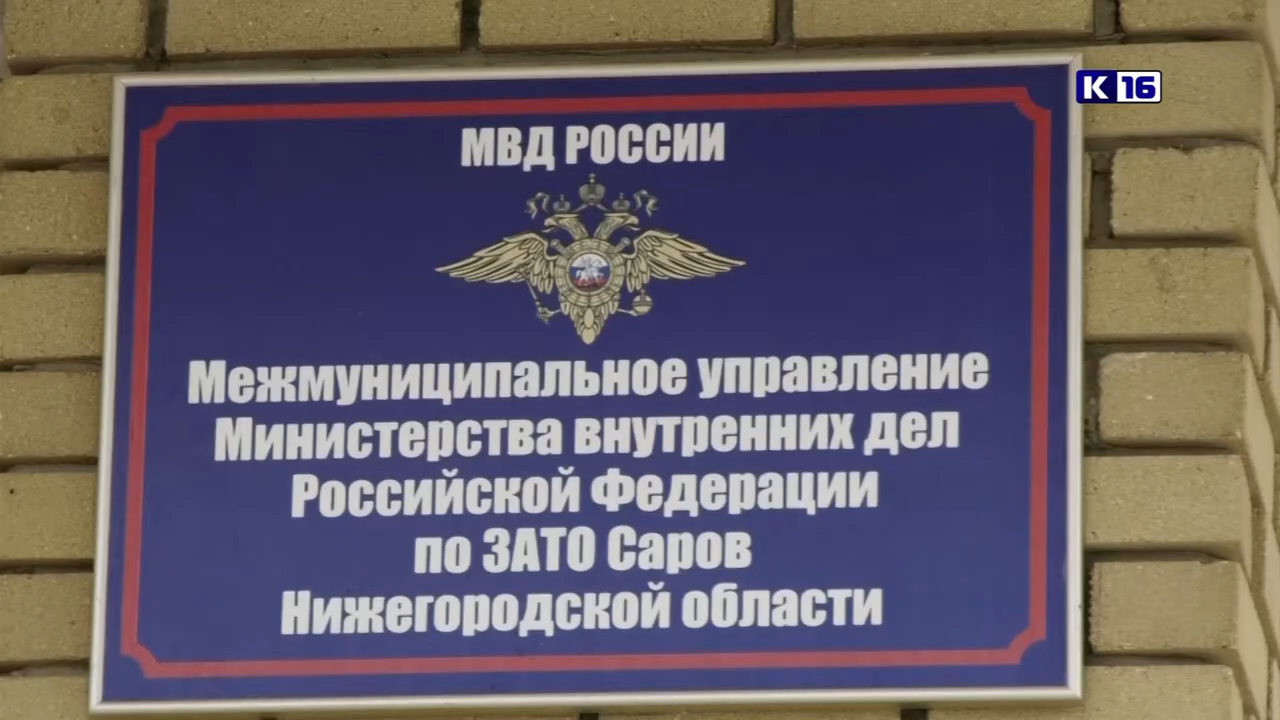 К 16
МВД РОССИИ
Межмуниципальное управление
Министерства внутренних дел
Российской Федерации
по ЗАТО Саров
Нижегородской области